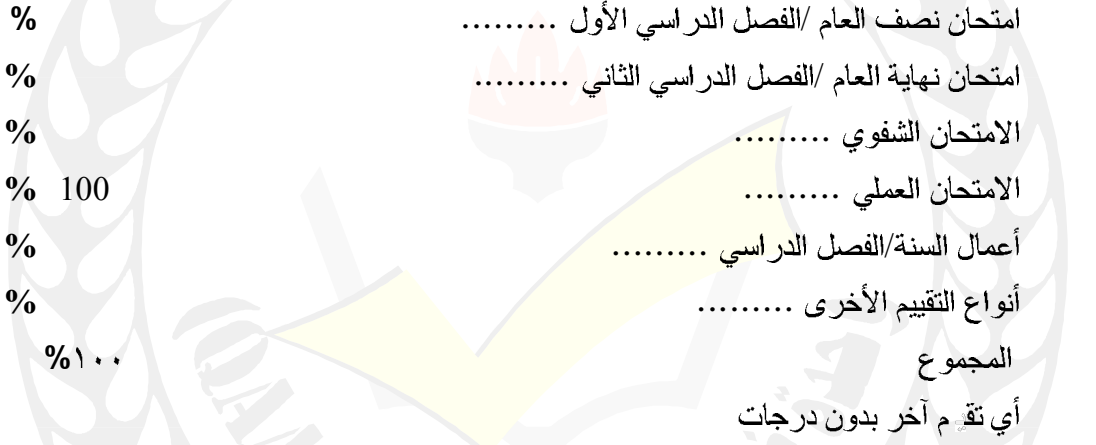 امتحان نصف العام /الفصل الدراسي الأول ......... %
امتحان نهاية العام /الفصل الدراسي الثاني ......... %
الامتحان الشفوي ......... %
الامتحان العملي ......... 100 %
أعمال السنة/الفصل الدراسي ......... %
أنواع التقييم الأخرى ......... %
المجموع ١٠٠%
أي آخر بدون درجات